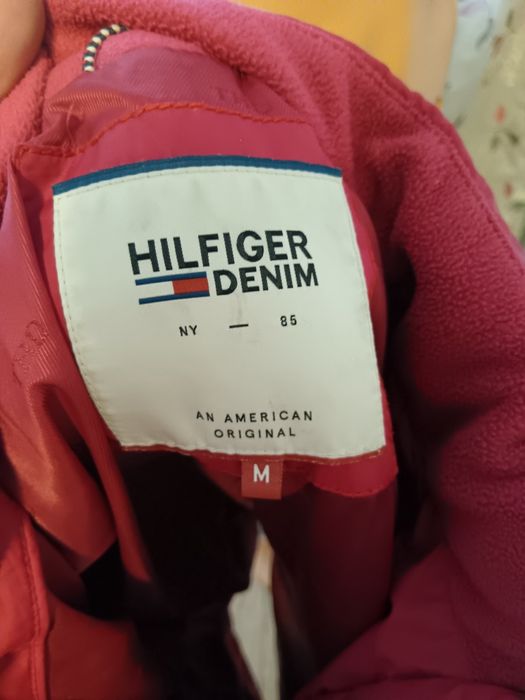 HILFIGER
DENIM
NY — 85
AN AMERICAN
ORIGINAL
M